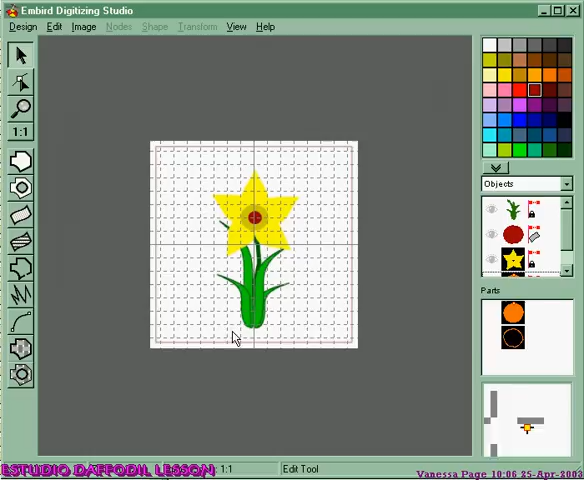 Embird Digitizing Studio
Design Edit Image Nodes Shape Transform View Help
1:1
Objects
Parts
1:1 Edit Tool
ESTUDIO DAFFODIL LESSON
Vanessa Page 10:06 25-Apr-2003